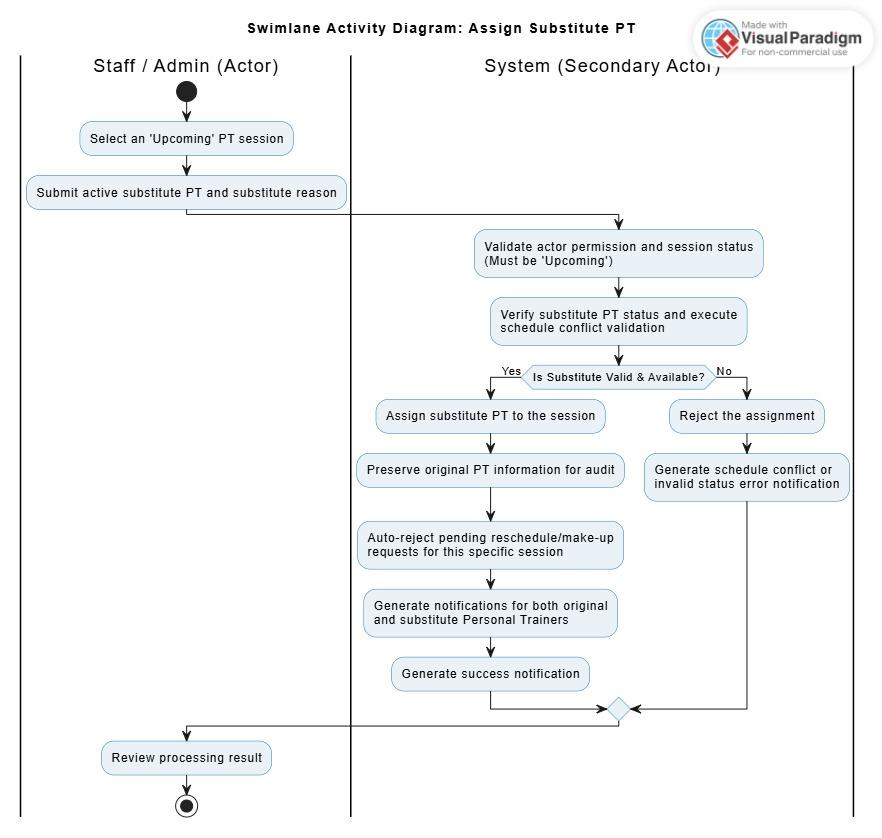 Swimlane Activity Diagram: Assign Substitute PT
Made with
VisualParadigm
For non-commercial use
Staff / Admin (Actor)
System (Secondary Actor)
Select an 'Upcoming' PT session
Submit active substitute PT and substitute reason
Validate actor permission and session status
(Must be 'Upcoming')
Verify substitute PT status and execute
schedule conflict validation
Yes
Is Substitute Valid & Available?
No
Assign substitute PT to the session
Reject the assignment
Preserve original PT information for audit
Generate schedule conflict or
invalid status error notification
Auto-reject pending reschedule/make-up
requests for this specific session
Generate notifications for both original
and substitute Personal Trainers
Generate success notification
Review processing result